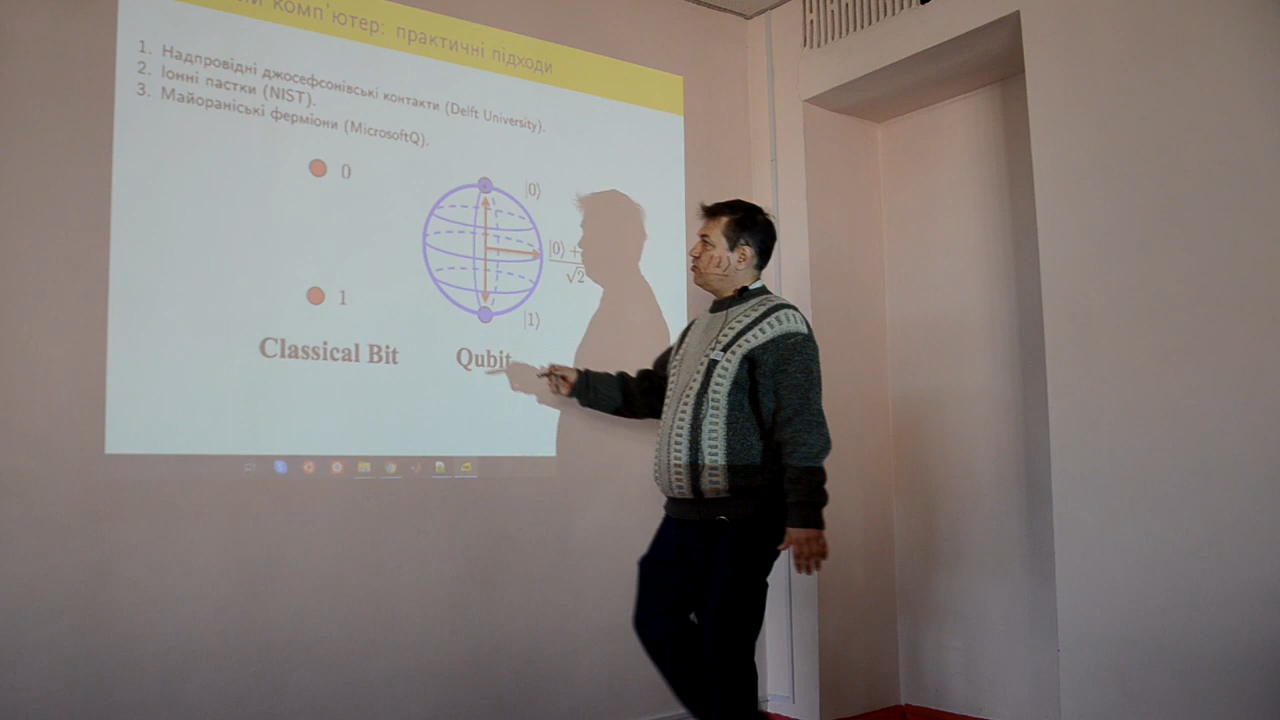 комп'ютер: практичні підходи
1. Надпровідні джосефсонівські контакти (Delft University).
2. Іонні пастки (NIST).
3. Майораніські ферміони (MicrosoftQ).
0
|0⟩
|0⟩ +
√2
1
|1⟩
Classical Bit
Qubit